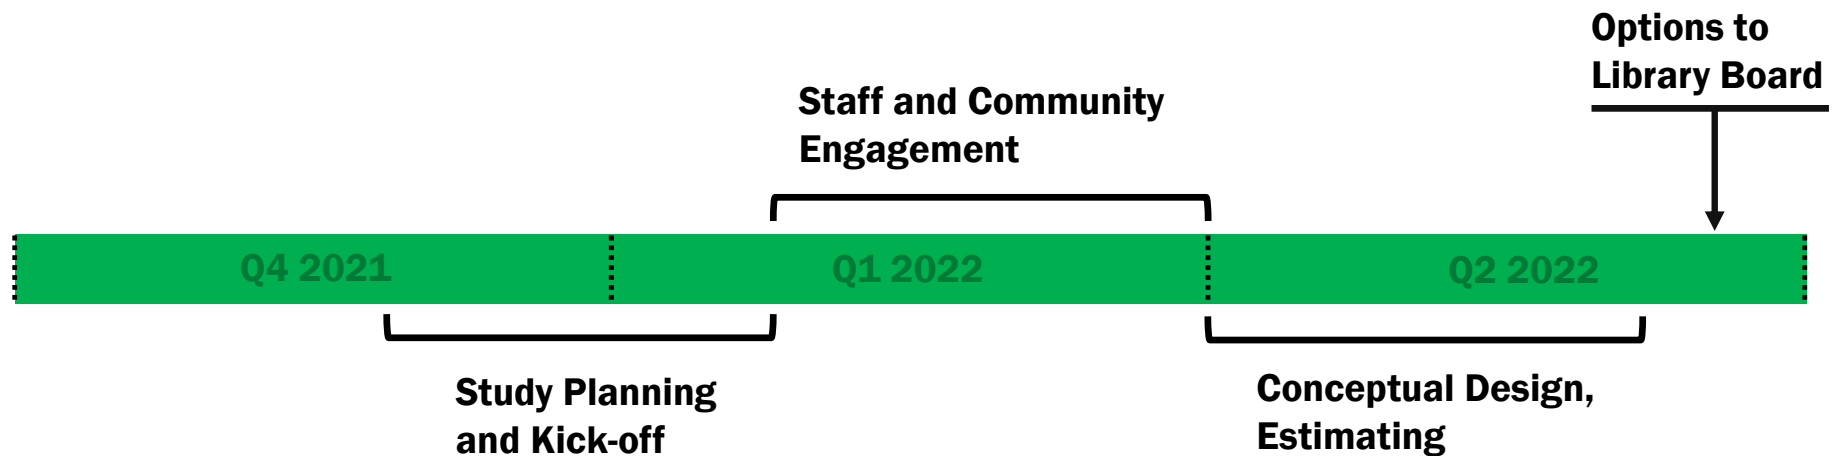 Options to
Library Board
Staff and Community
Engagement
Q4 2021
Q1 2022
Q2 2022
Study Planning
and Kick-off
Conceptual Design,
Estimating